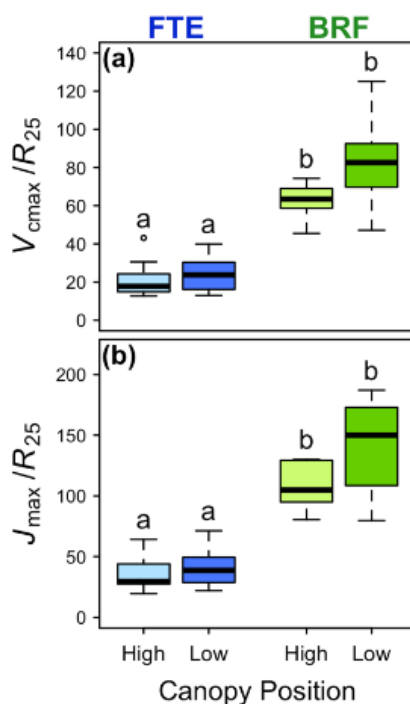 FTE BRF
(a)
140
120
100
80
60
40
20
0
Vcmax/R25
a a b b
(b)
200
150
100
50
0
Jmax/R25
a a b b
High Low High Low
Canopy Position